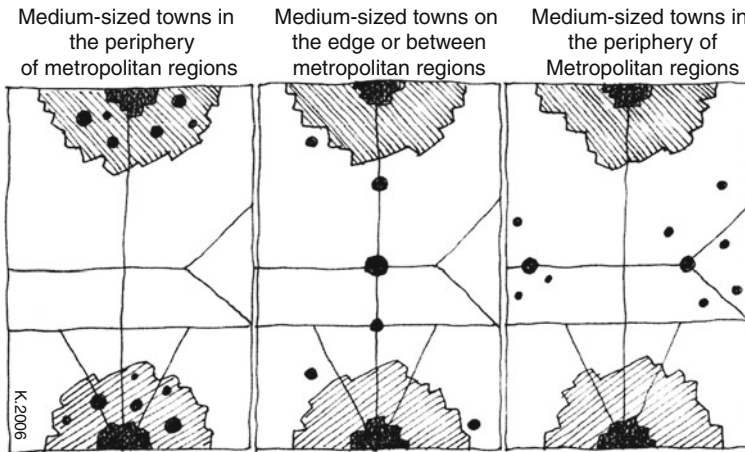 Medium-sized towns in
the periphery
of metropolitan regions
Medium-sized towns on
the edge or between
metropolitan regions
Medium-sized towns in
the periphery of
Metropolitan regions
K.2006